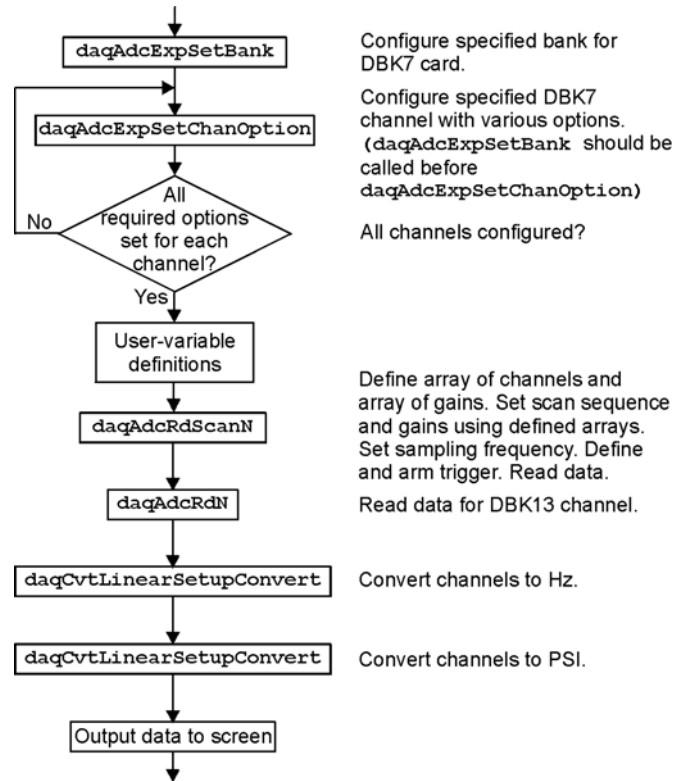 daqAdcExpSetBank
Configure specified bank for
DBK7 card.
daqAdcExpSetChanOption
Configure specified DBK7
channel with various options.
(daqAdcExpSetBank should be
called before
daqAdcExpSetChanOption)
All
required options
set for each
channel?
No
All channels configured?
Yes
User-variable
definitions
daqAdcRdScanN
Define array of channels and
array of gains. Set scan sequence
and gains using defined arrays.
Set sampling frequency. Define
and arm trigger. Read data.
daqAdcRdN
Read data for DBK13 channel.
daqCvtLinearSetupConvert
Convert channels to Hz.
daqCvtLinearSetupConvert
Convert channels to PSI.
Output data to screen